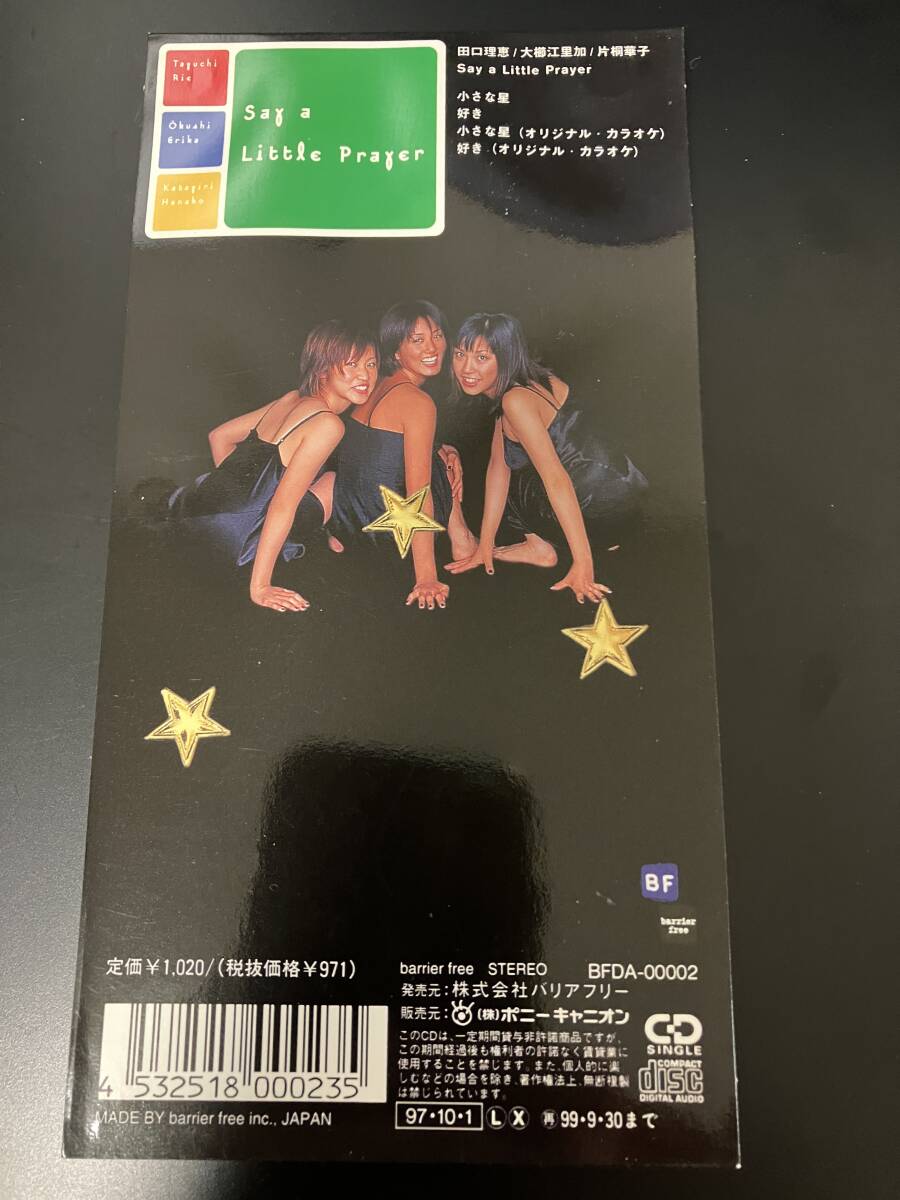 Taguchi
Rie
Ōkushi
Erika
Katagiri
Hanako
Say a
Little Prayer
田口理恵/大櫛江里加/片桐華子
Say a Little Prayer
小さな星
好き
小さな星（オリジナル・カラオケ）
好き（オリジナル・カラオケ）
BF
barrier
free
定価￥1,020/(税抜価格￥971)
barrier free STEREO BFDA-00002
発売元：株式会社バリアフリー
販売元：(株)ポニーキャニオン
このCDは、一定期間貸与非許諾商品ですが、
この期間経過後も権利者の許諾なく賃貸業に
使用することを禁じます。また、個人的に楽
しむなどの場合を除き、著作権法上、無断複製
は禁じられています。
CD
SINGLE
COMPACT
disc
DIGITAL AUDIO
4 532518 000235
MADE BY barrier free inc., JAPAN
97・10・1 L X 再 99・9・30まで